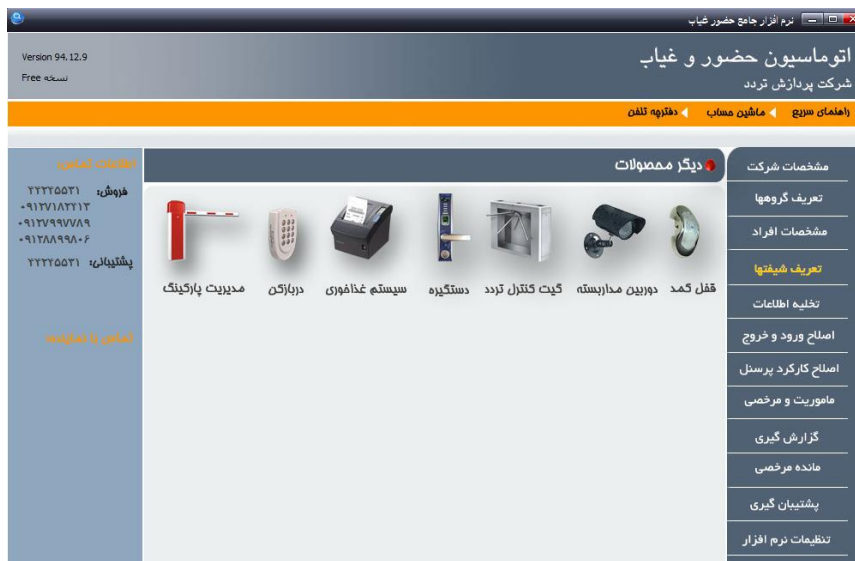 نرم افزار جامع حضور غیاب
اتوماسیون حضور و غیاب
شرکت پردازش تردد
Version 94.12.9
نسخه Free
راهنمای سریع
ماشین حساب
دفترچه تلفن
مشخصات شرکت
تعریف گروهها
مشخصات افراد
تعریف شیفتها
تخلیه اطلاعات
اصلاح ورود و خروج
اصلاح کارکرد پرسنل
ماموریت و مرخصی
گزارش گیری
مانده مرخصی
پشتیبان گیری
تنظیمات نرم افزار
دیگر محصولات
قفل کمد
دوربین مداربسته
گیت کنترل تردد
دستگیره
سیستم غذاخوری
دربازکن
مدیریت پارکینگ
اطلاعات تماس:
فروش: ۲۲۲۲۵۵۳۱
۰۹۱۲۷۱۸۲۲۱۳
۰۹۱۲۷۹۹۷۷۸۹
۰۹۱۲۸۸۹۹۸۰۶
پشتیبانی: ۲۲۲۲۵۵۳۱
تماس با نماینده